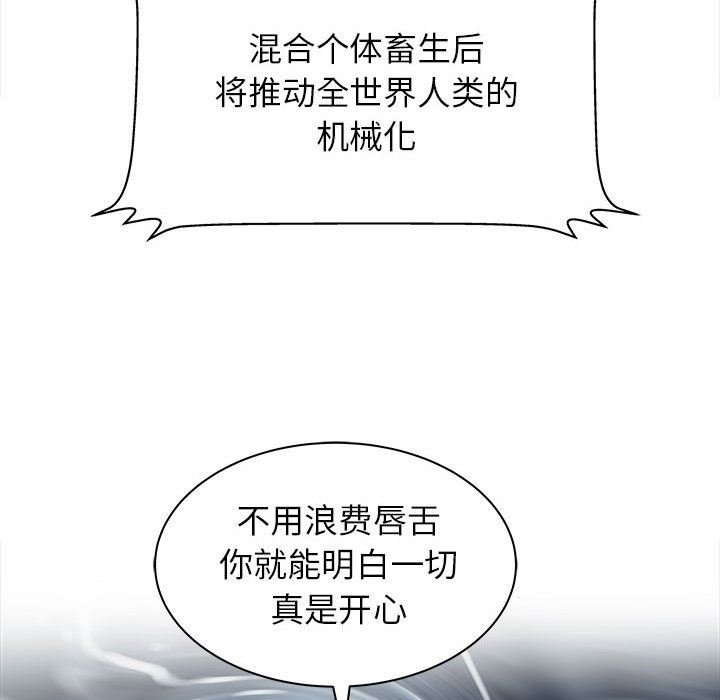 混合个体畜生后
将推动全世界人类的
机械化
不用浪费唇舌
你就能明白一切
真是开心